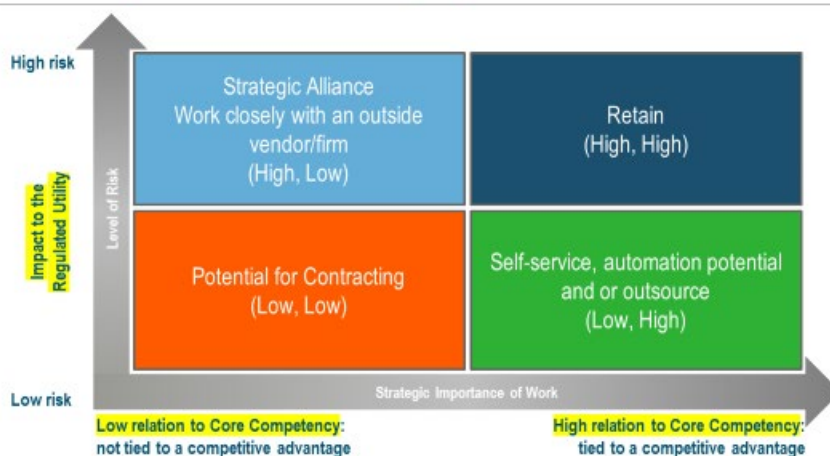 High risk
Strategic Alliance
Work closely with an outside
vendor/firm
(High, Low)
Retain
(High, High)
Impact to the
Regulated Utility
Level of Risk
Potential for Contracting
(Low, Low)
Self-service, automation potential
and or outsource
(Low, High)
Low risk
Strategic Importance of Work
Low relation to Core Competency:
not tied to a competitive advantage
High relation to Core Competency:
tied to a competitive advantage